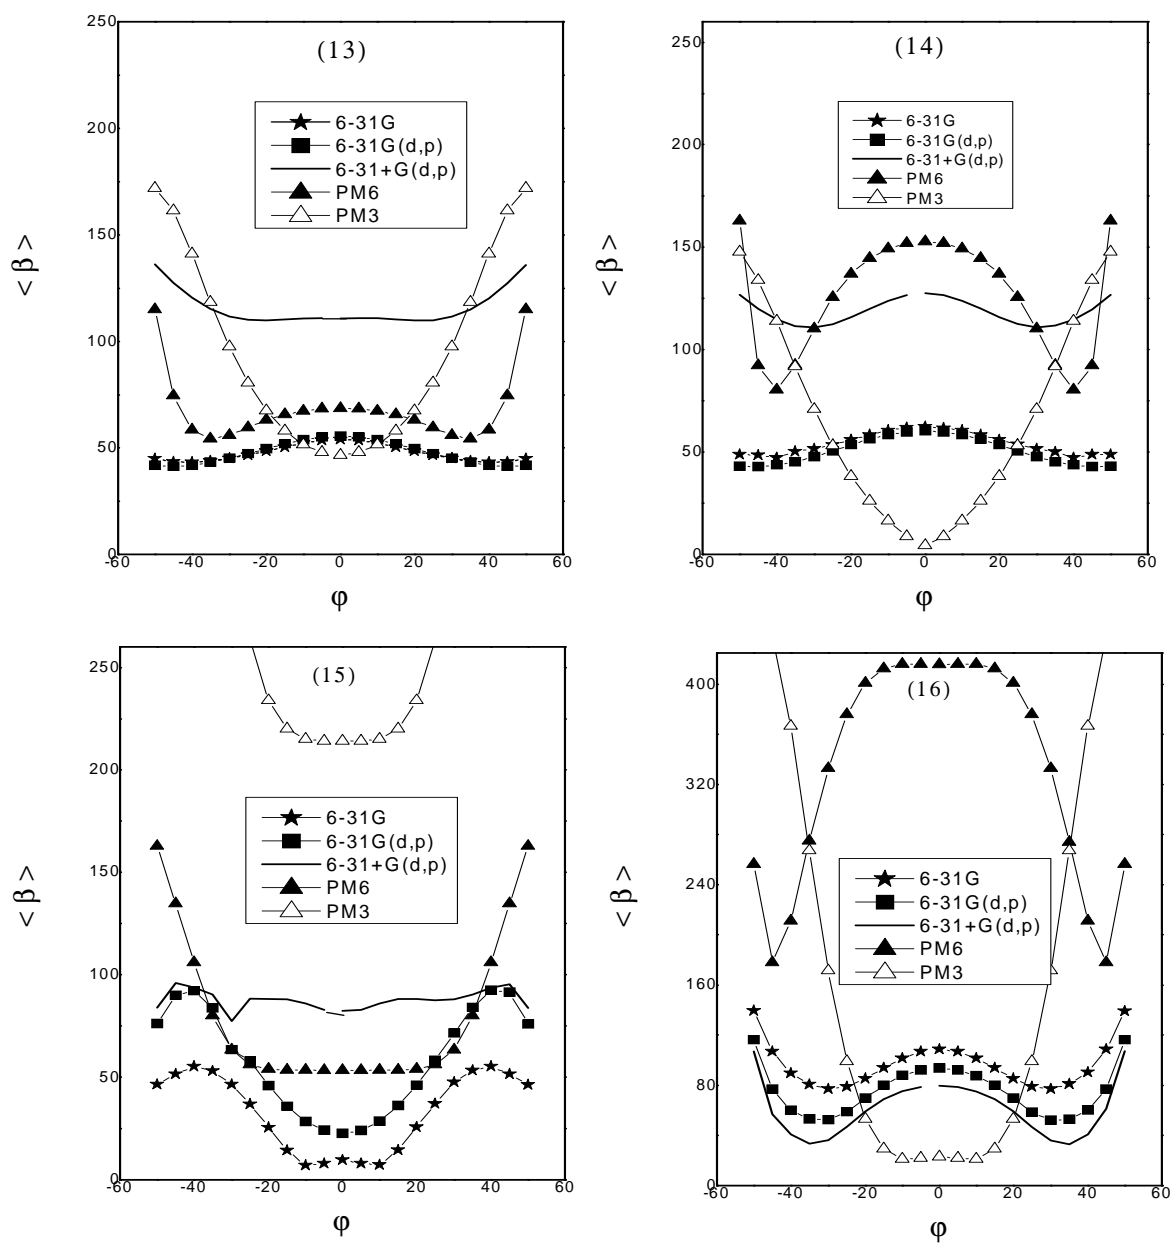 250
200
150
100
50
0
-60 -40 -20 0 20 40 60
< β >
φ
(13)
6-31G
6-31G(d,p)
6-31+G(d,p)
PM6
PM3
250
200
150
100
50
0
-60 -40 -20 0 20 40 60
< β >
φ
(14)
6-31G
6-31G(d,p)
6-31+G(d,p)
PM6
PM3
250
200
150
100
50
0
-60 -40 -20 0 20 40 60
< β >
φ
(15)
6-31G
6-31G(d,p)
6-31+G(d,p)
PM6
PM3
400
320
240
160
80
0
-60 -40 -20 0 20 40 60
< β >
φ
(16)
6-31G
6-31G(d,p)
6-31+G(d,p)
PM6
PM3